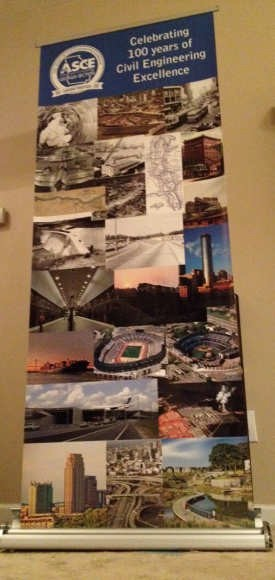 ASCE
Celebrating
100 years of
Civil Engineering
Excellence